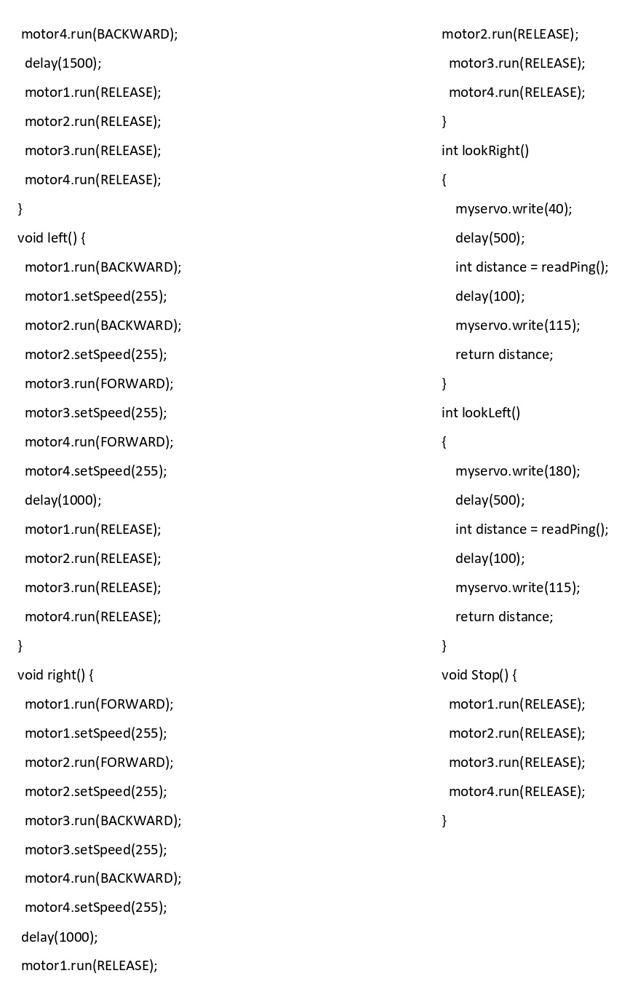 motor4.run(BACKWARD);
delay(1500);
motor1.run(RELEASE);
motor2.run(RELEASE);
motor3.run(RELEASE);
motor4.run(RELEASE);
}
void left() {
motor1.run(BACKWARD);
motor1.setSpeed(255);
motor2.run(BACKWARD);
motor2.setSpeed(255);
motor3.run(FORWARD);
motor3.setSpeed(255);
motor4.run(FORWARD);
motor4.setSpeed(255);
delay(1000);
motor1.run(RELEASE);
motor2.run(RELEASE);
motor3.run(RELEASE);
motor4.run(RELEASE);
}
void right() {
motor1.run(FORWARD);
motor1.setSpeed(255);
motor2.run(FORWARD);
motor2.setSpeed(255);
motor3.run(BACKWARD);
motor3.setSpeed(255);
motor4.run(BACKWARD);
motor4.setSpeed(255);
delay(1000);
motor1.run(RELEASE);
motor2.run(RELEASE);
motor3.run(RELEASE);
motor4.run(RELEASE);
}
int lookRight()
{
myservo.write(40);
delay(500);
int distance = readPing();
delay(100);
myservo.write(115);
return distance;
}
int lookLeft()
{
myservo.write(180);
delay(500);
int distance = readPing();
delay(100);
myservo.write(115);
return distance;
}
void Stop() {
motor1.run(RELEASE);
motor2.run(RELEASE);
motor3.run(RELEASE);
motor4.run(RELEASE);
}